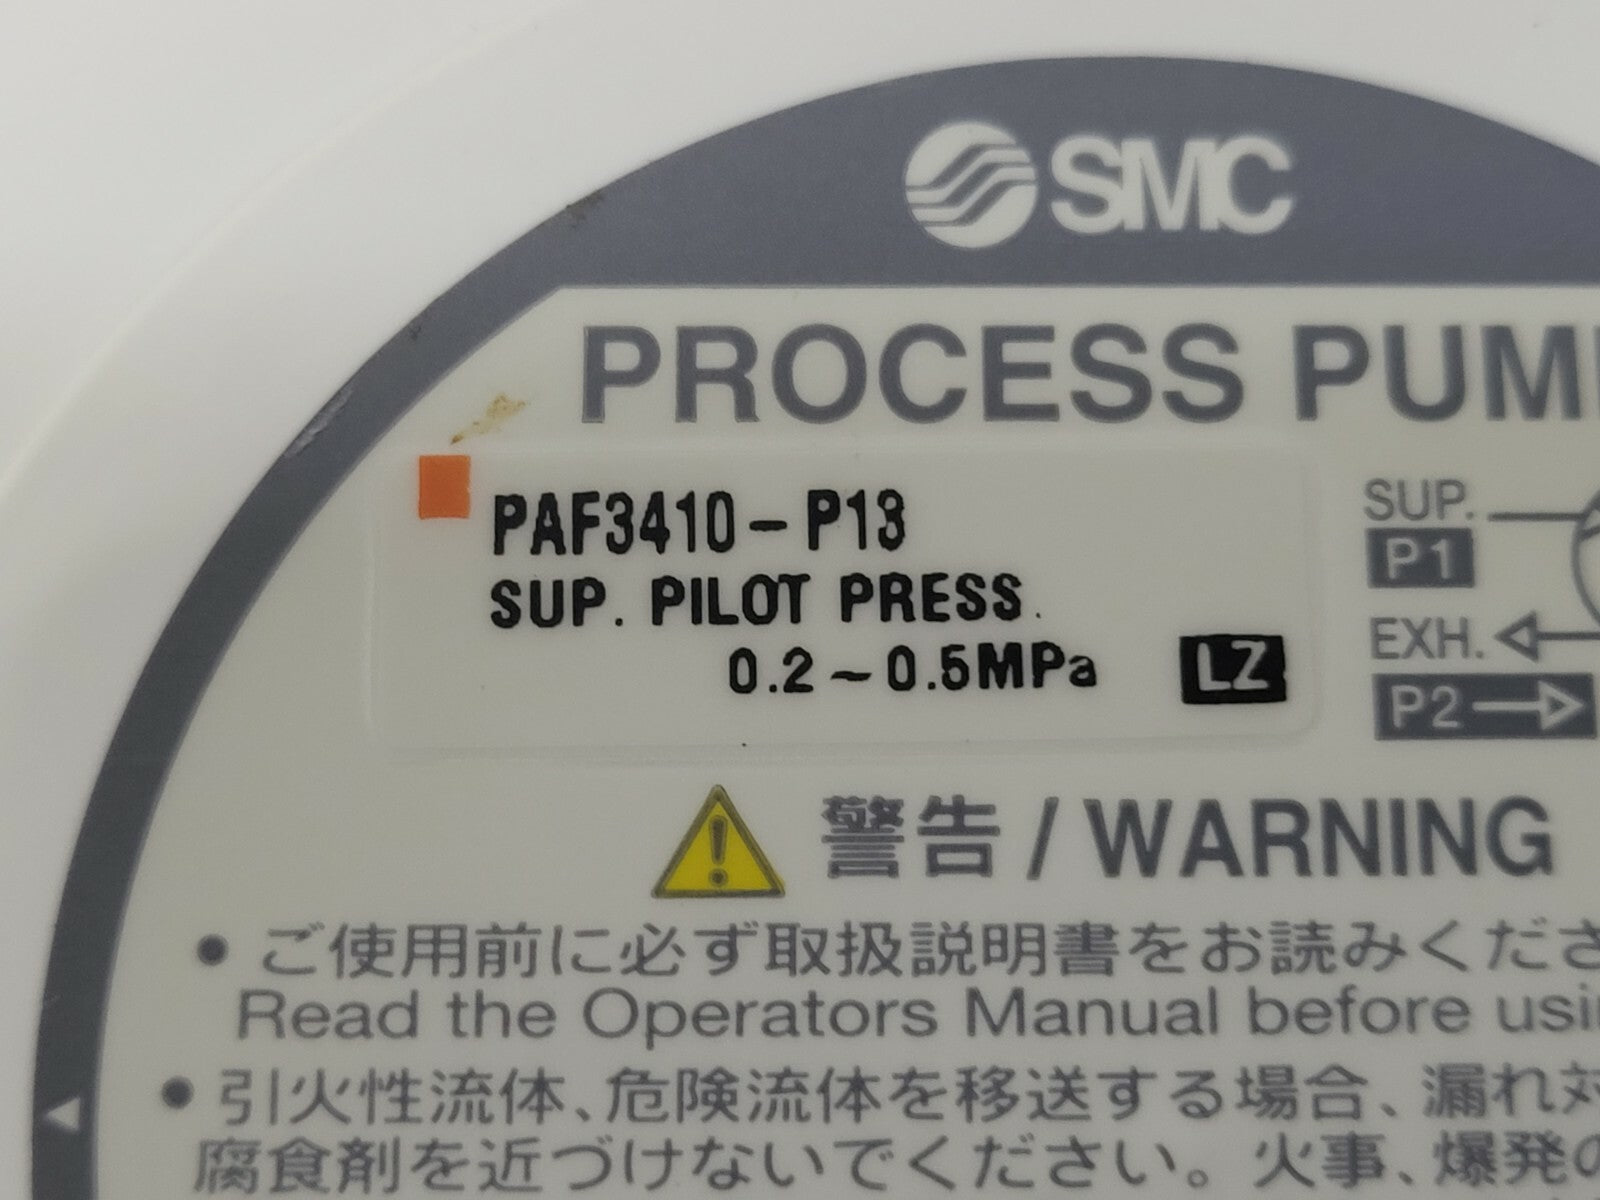 SMC
PROCESS PUM
PAF3410-P13
SUP. PILOT PRESS.
0.2~0.5MPa
LZ
SUP.
P1
EXH.
P2
警告/WARNING
• ご使用前に必ず取扱説明書をお読みくださ
Read the Operators Manual before usi
• 引火性流体、危険流体を移送する場合、漏れ対
腐食剤を近づけないでください。火事、爆発の